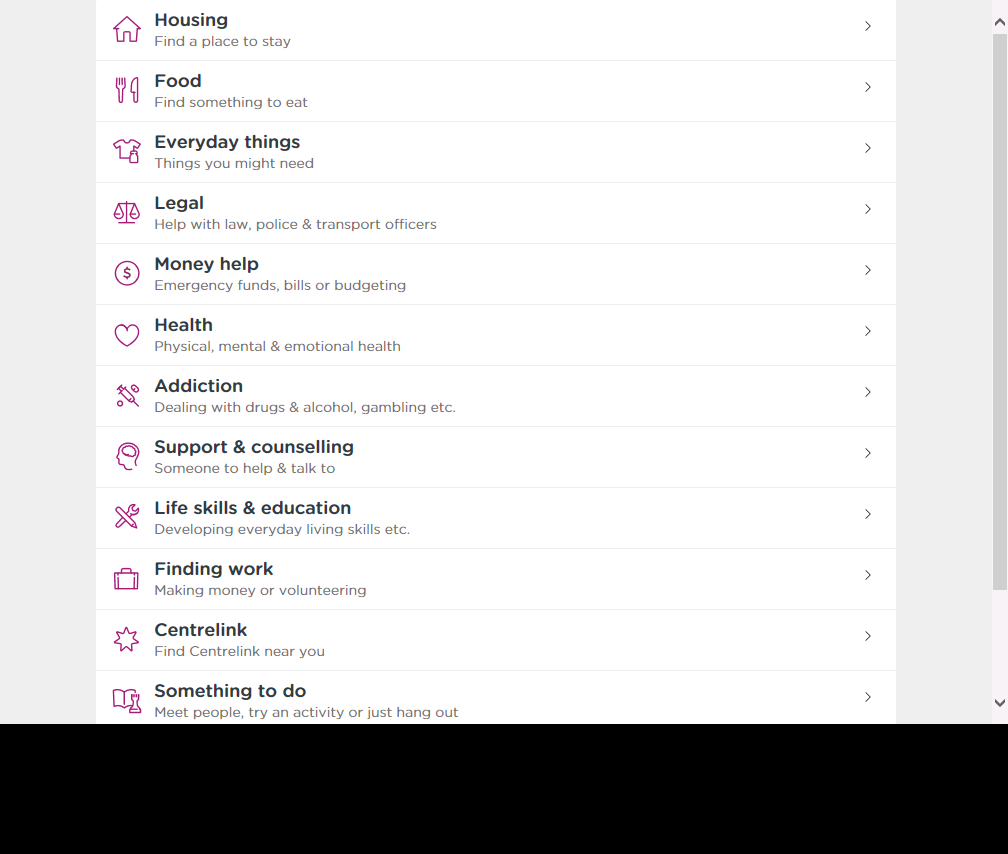 Housing
Find a place to stay
Food
Find something to eat
Everyday things
Things you might need
Legal
Help with law, police & transport officers
Money help
Emergency funds, bills or budgeting
Health
Physical, mental & emotional health
Addiction
Dealing with drugs & alcohol, gambling etc.
Support & counselling
Someone to help & talk to
Life skills & education
Developing everyday living skills etc.
Finding work
Making money or volunteering
Centrelink
Find Centrelink near you
Something to do
Meet people, try an activity or just hang out